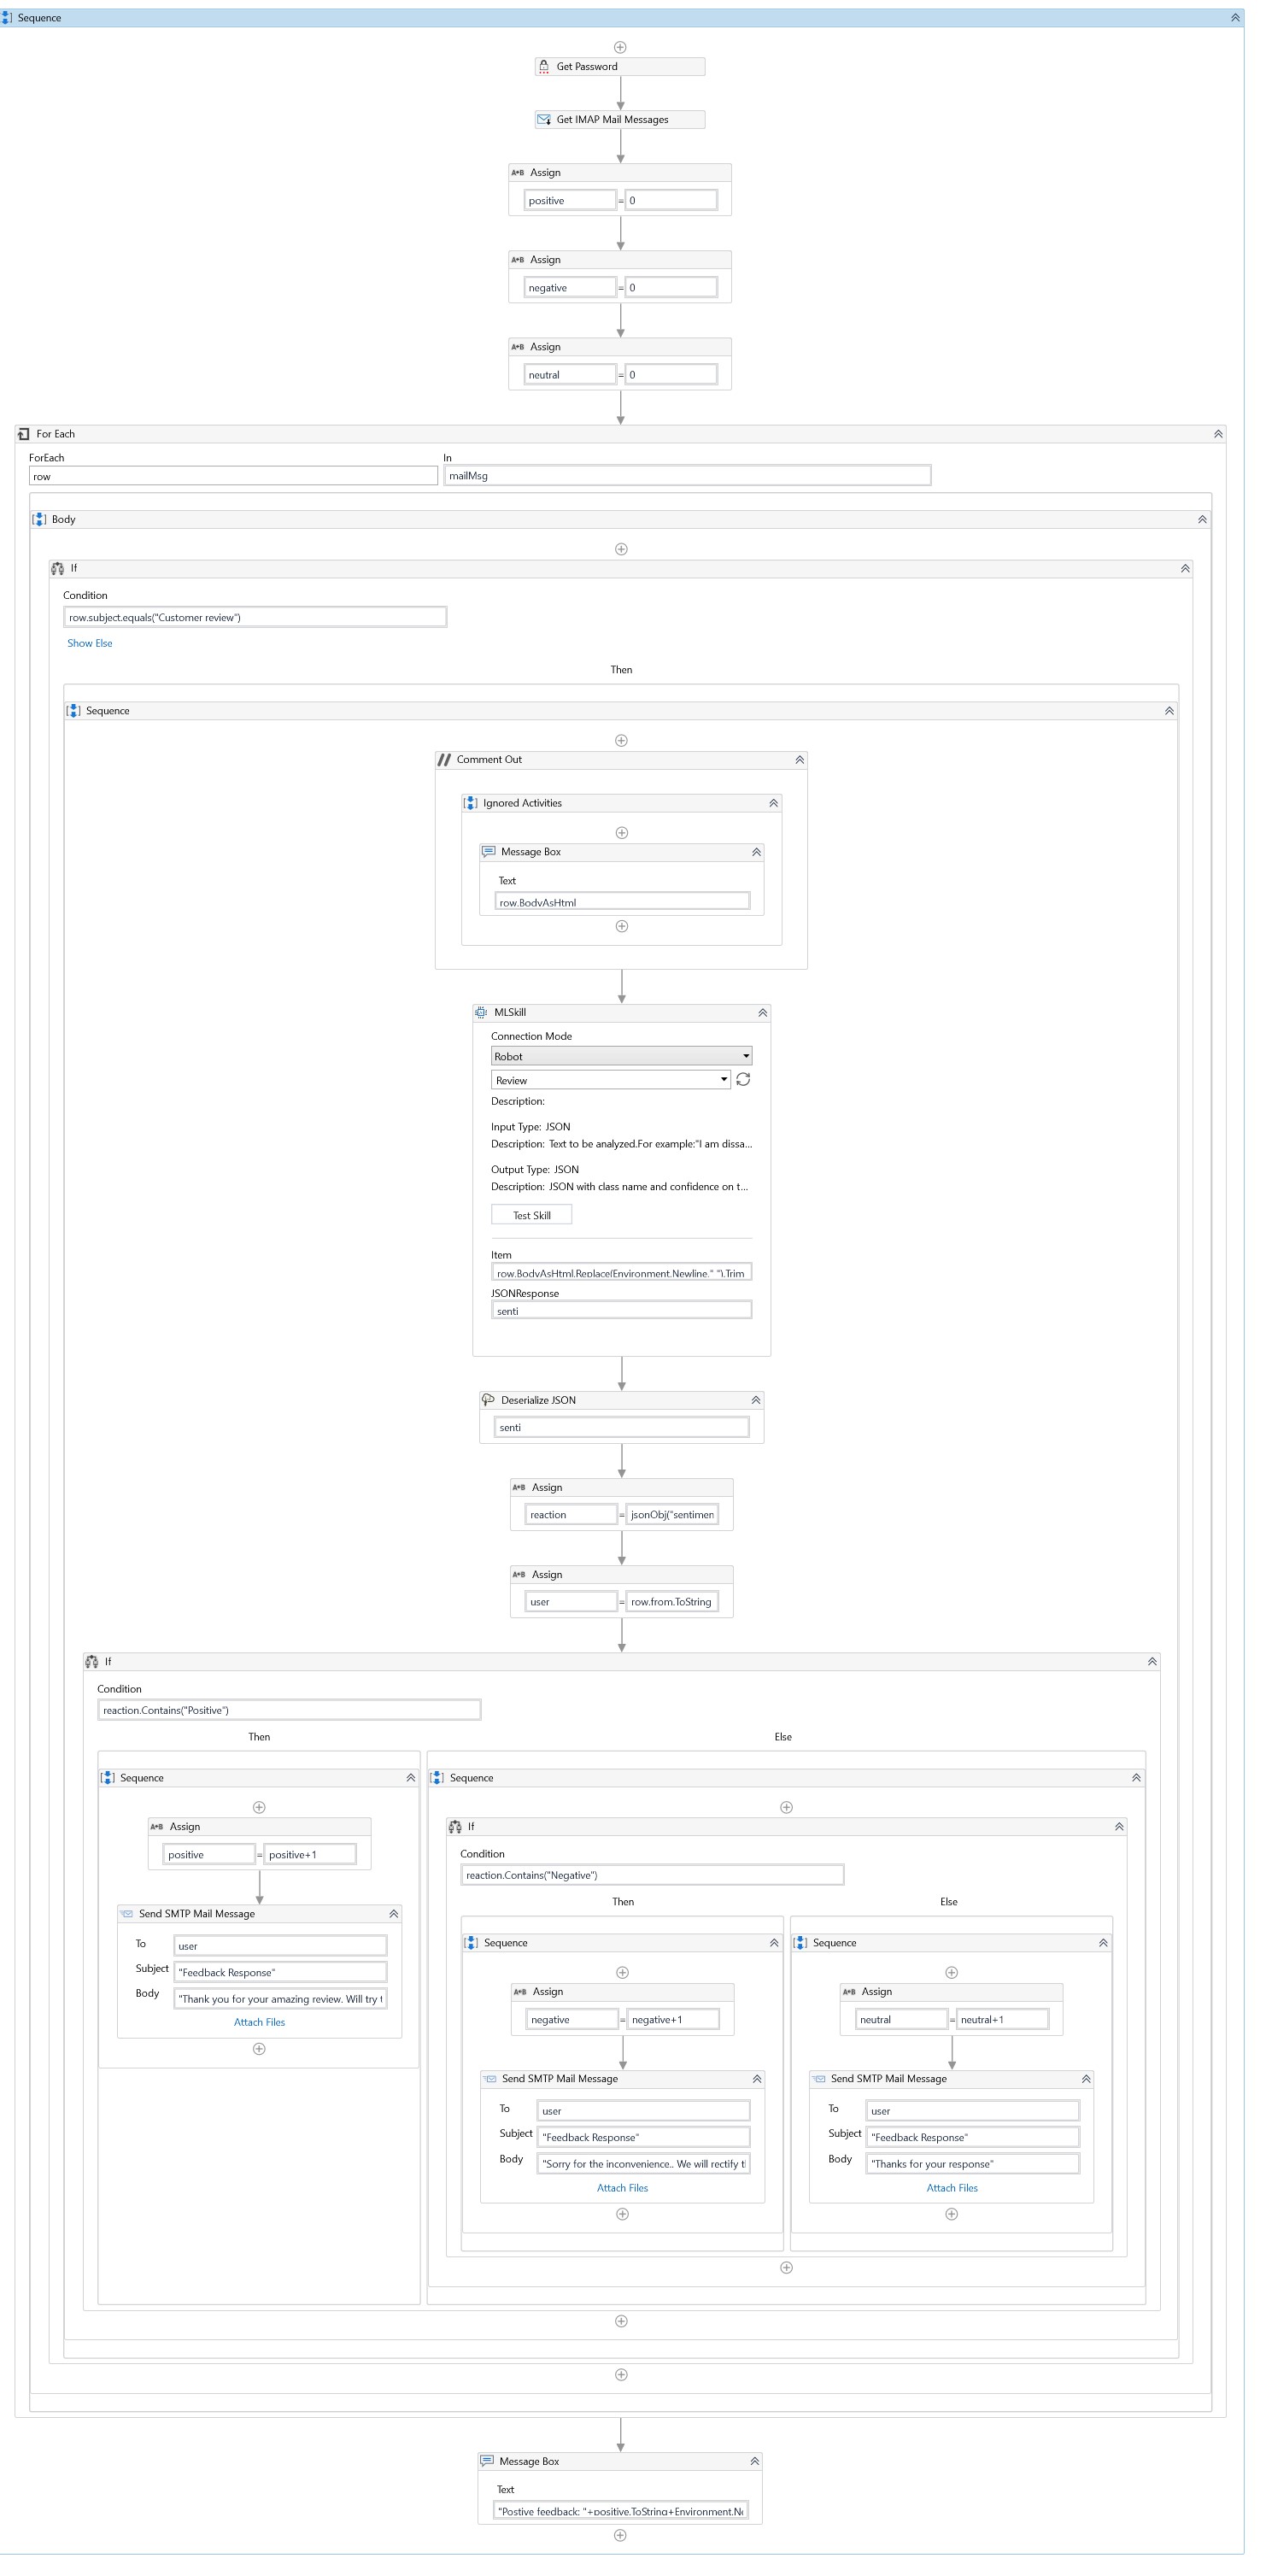 Sequence
Get Password
Get IMAP Mail Messages
A+B Assign
positive = 0
A+B Assign
negative = 0
A+B Assign
neutral = 0
For Each
ForEach In
row mailMsg
Body
If
Condition
row.subject.equals("Customer review")
Show Else
Then
Sequence
Comment Out
Ignored Activities
Message Box
Text
row.BodyAsHtml
MLSkill
Connection Mode
Robot
Review
Description:
Input Type: JSON
Description: Text to be analyzed.For example:"I am dissa...
Output Type: JSON
Description: JSON with class name and confidence on t...
Test Skill
Item
row.BodyAsHtml.Replace(Environment.Newline," ").Trim
JSONResponse
senti
Deserialize JSON
senti
A+B Assign
reaction = jsonObj("sentimen
A+B Assign
user = row.from.ToString
If
Condition
reaction.Contains("Positive")
Then Else
Sequence
A+B Assign
positive = positive+1
Send SMTP Mail Message
To user
Subject "Feedback Response"
Body "Thank you for your amazing review. Will try t
Attach Files
Sequence
If
Condition
reaction.Contains("Negative")
Then Else
Sequence
A+B Assign
negative = negative+1
Send SMTP Mail Message
To user
Subject "Feedback Response"
Body "Sorry for the inconvenience.. We will rectify t
Attach Files
Sequence
A+B Assign
neutral = neutral+1
Send SMTP Mail Message
To user
Subject "Feedback Response"
Body "Thanks for your response"
Attach Files
Message Box
Text
"Postive feedback: "+positive.ToString+Environment.Ne